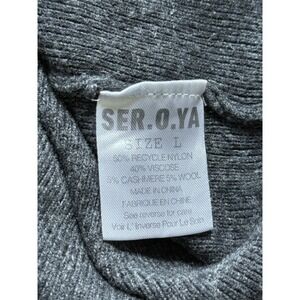 SER.O.YA
SIZE L
50% RECYCLE NYLON
40% VISCOSE
5% CASHMERE 5% WOOL
MADE IN CHINA
FABRIQUE EN CHINE
See reverse for care
Voir L' Inverse Pour Le Soin